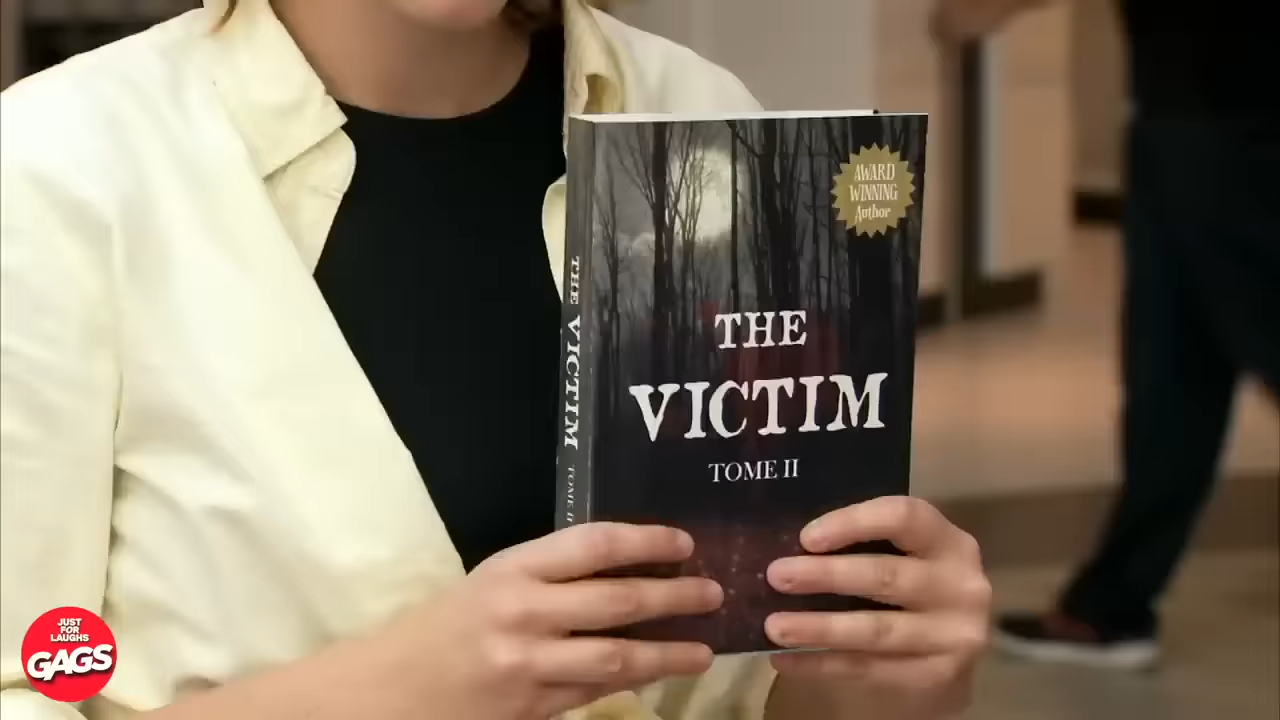 AWARD
WINNING
Author
THE
VICTIM
TOME II
THE VICTIM TOME II
JUST
FOR
LAUGHS
GAGS